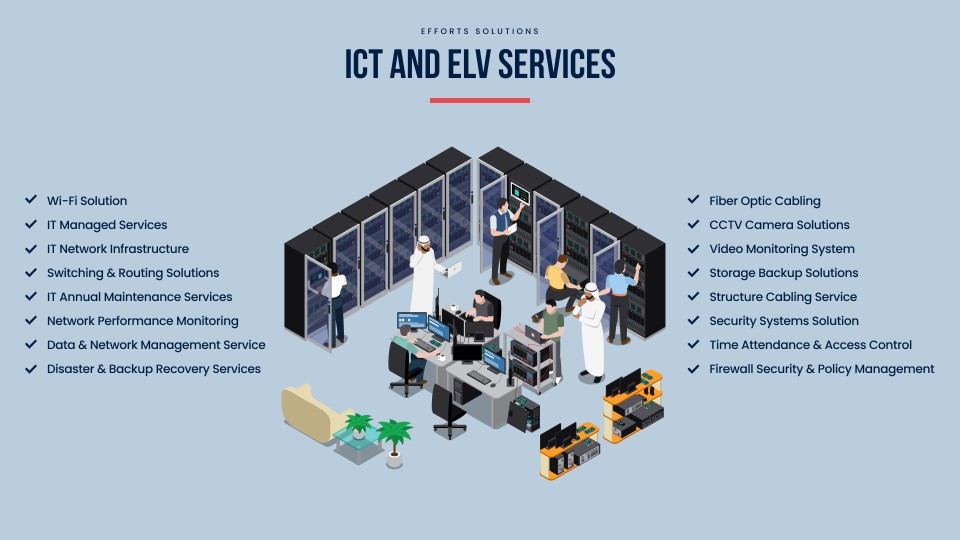 EFFORTS SOLUTIONS
ICT AND ELV SERVICES
Wi-Fi Solution
IT Managed Services
IT Network Infrastructure
Switching & Routing Solutions
IT Annual Maintenance Services
Network Performance Monitoring
Data & Network Management Service
Disaster & Backup Recovery Services
Fiber Optic Cabling
CCTV Camera Solutions
Video Monitoring System
Storage Backup Solutions
Structure Cabling Service
Security Systems Solution
Time Attendance & Access Control
Firewall Security & Policy Management